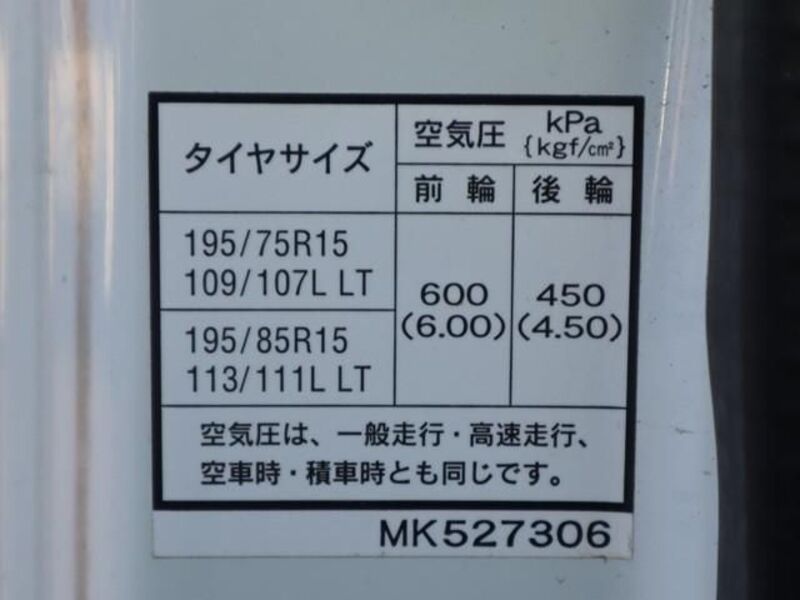 タイヤサイズ
空気圧 kPa
{kgf/cm²}
前輪 後輪
195/75R15
109/107L LT
600 450
(6.00) (4.50)
195/85R15
113/111L LT
空気圧は、一般走行・高速走行、
空車時・積車時とも同じです。
MK527306